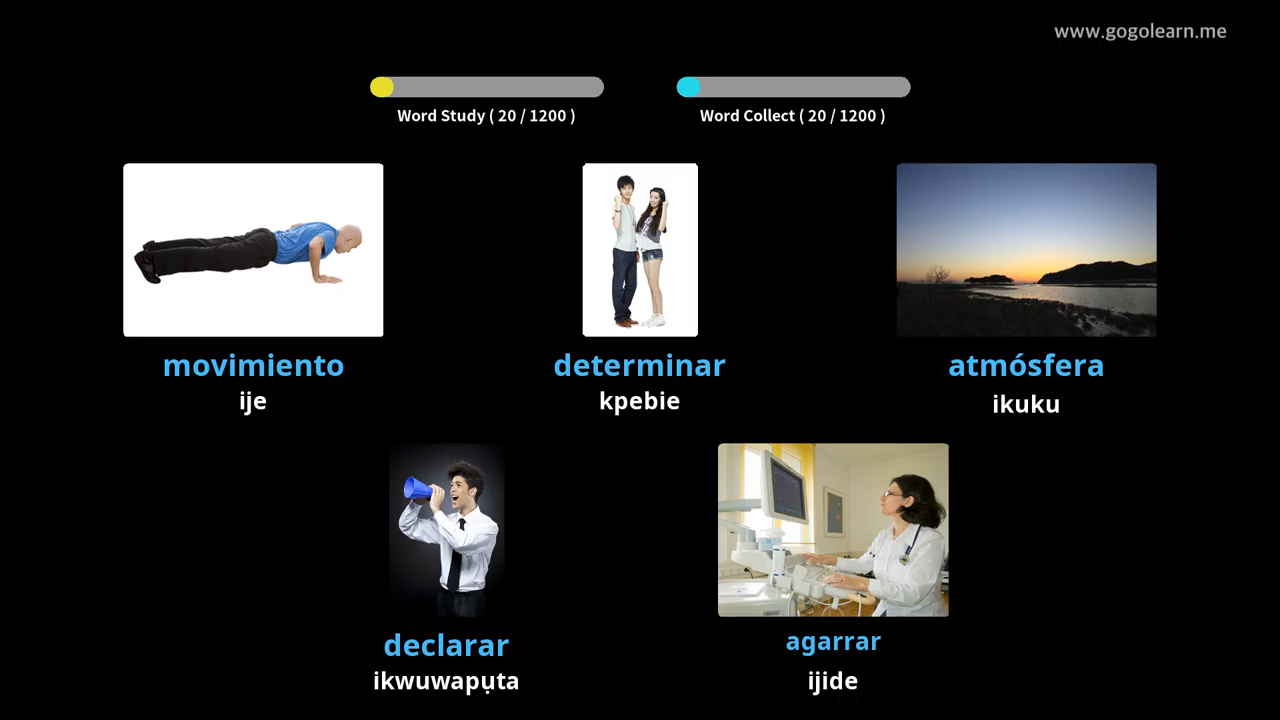 www.gogolearn.me
Word Study ( 20 / 1200 )
Word Collect ( 20 / 1200 )
movimiento
ije
determinar
kpebie
atmósfera
ikuku
declarar
ikwuwapụta
agarrar
ijide